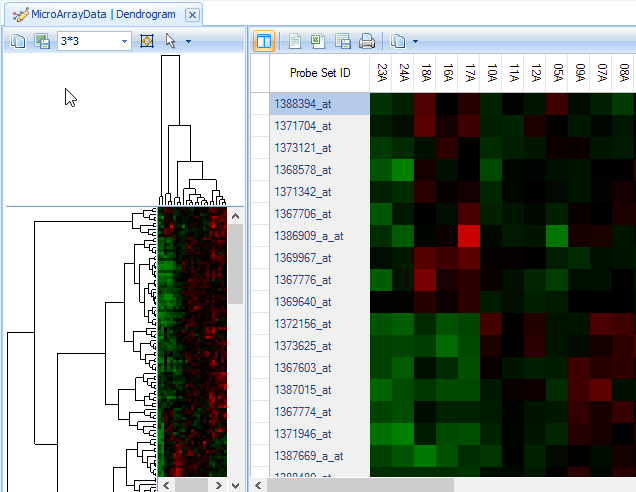 MicroArrayData | Dendrogram
3*3
Probe Set ID
23A 24A 18A 16A 17A 10A 11A 12A 05A 09A 07A 08A
1388394_at
1371704_at
1373121_at
1368578_at
1371342_at
1367706_at
1386909_a_at
1369967_at
1367776_at
1369640_at
1372156_at
1373625_at
1367603_at
1387015_at
1367774_at
1371946_at
1387669_a_at
1388489_at